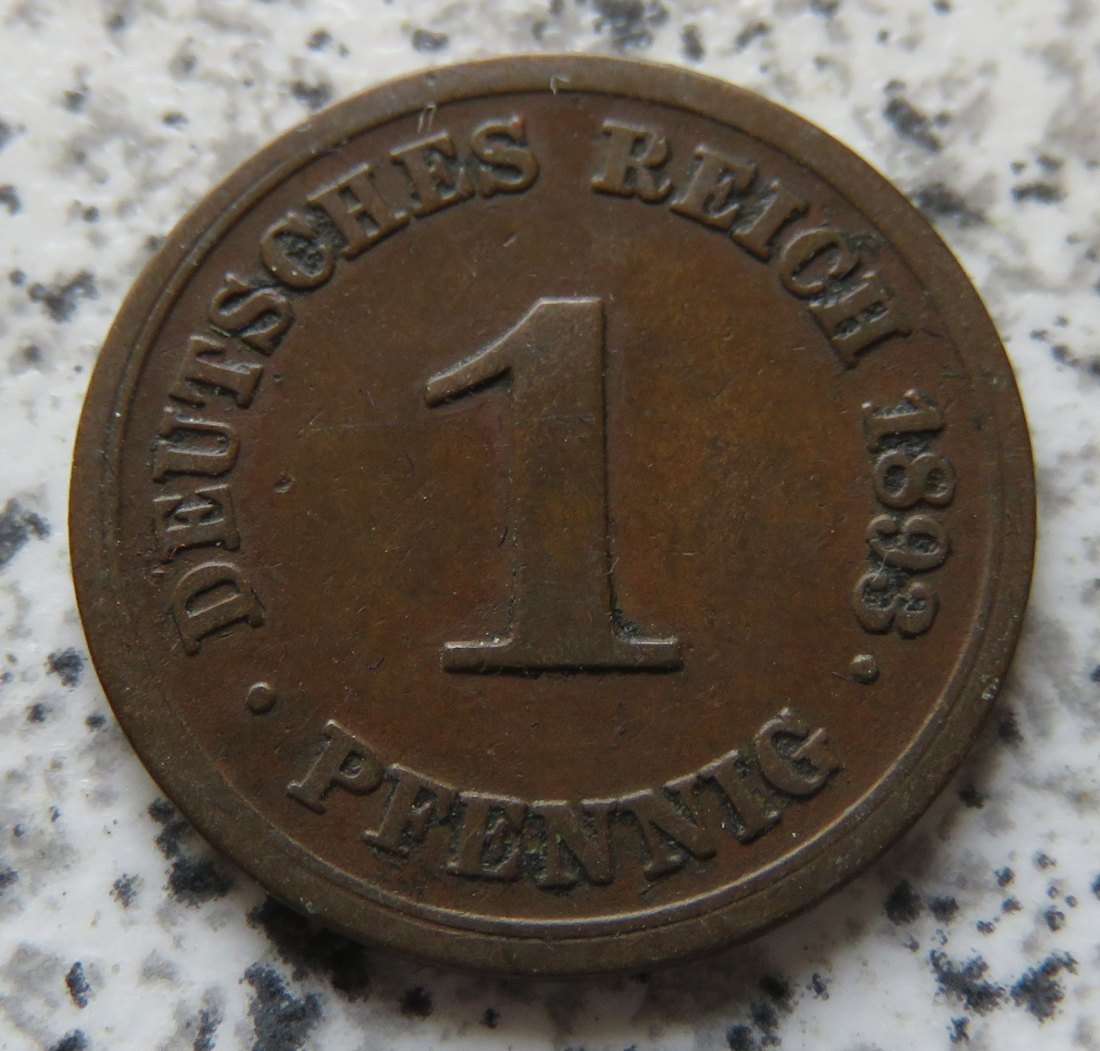 DEUTSCHES REICH 1893
1
· PFENNIG ·